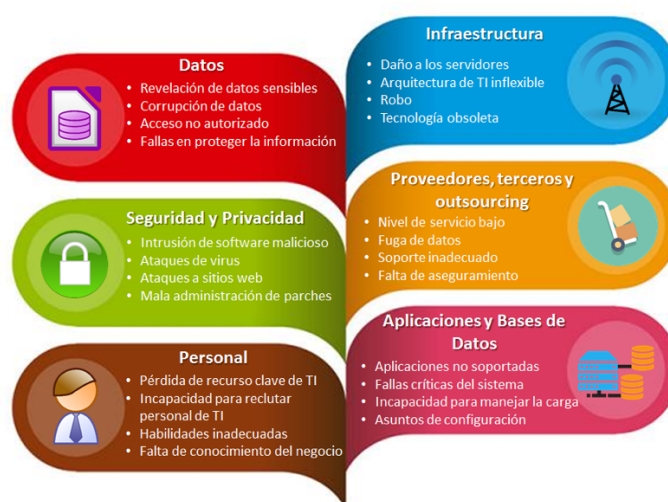 Datos
• Revelación de datos sensibles
• Corrupción de datos
• Acceso no autorizado
• Fallas en proteger la información
Infraestructura
• Daño a los servidores
• Arquitectura de TI inflexible
• Robo
• Tecnología obsoleta
Seguridad y Privacidad
• Intrusión de software malicioso
• Ataques de virus
• Ataques a sitios web
• Mala administración de parches
Proveedores, terceros y
outsourcing
• Nivel de servicio bajo
• Fuga de datos
• Soporte inadecuado
• Falta de aseguramiento
Personal
• Pérdida de recurso clave de TI
• Incapacidad para reclutar
personal de TI
• Habilidades inadecuadas
• Falta de conocimiento del negocio
Aplicaciones y Bases de
Datos
• Aplicaciones no soportadas
• Fallas críticas del sistema
• Incapacidad para manejar la carga
• Asuntos de configuración